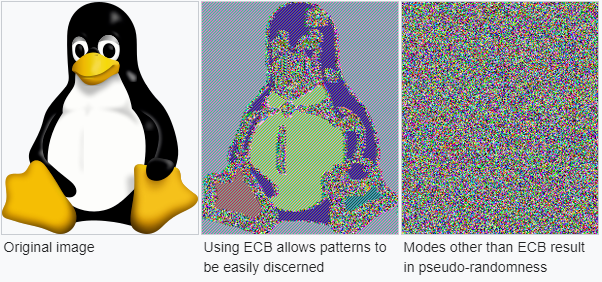 Original image
Using ECB allows patterns to
be easily discerned
Modes other than ECB result
in pseudo-randomness